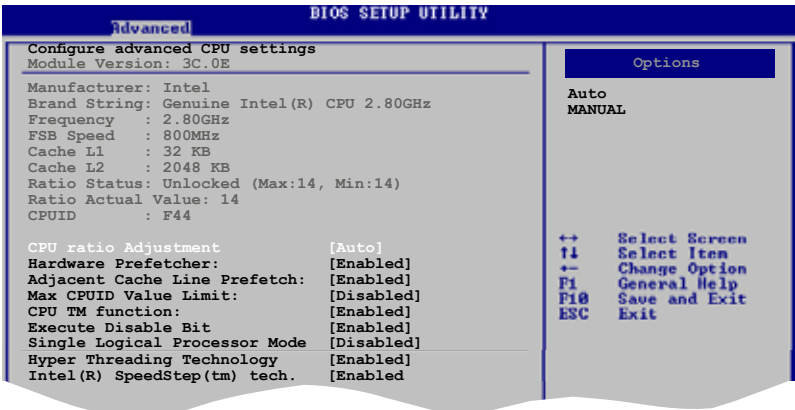 BIOS SETUP UTILITY
Advanced
Configure advanced CPU settings
Module Version: 3C.0E
Manufacturer: Intel
Brand String: Genuine Intel(R) CPU 2.80GHz
Frequency : 2.80GHz
FSB Speed : 800MHz
Cache L1 : 32 KB
Cache L2 : 2048 KB
Ratio Status: Unlocked (Max:14, Min:14)
Ratio Actual Value: 14
CPUID : F44
CPU ratio Adjustment [Auto]
Hardware Prefetcher: [Enabled]
Adjacent Cache Line Prefetch: [Enabled]
Max CPUID Value Limit: [Disabled]
CPU TM function: [Enabled]
Execute Disable Bit [Enabled]
Single Logical Processor Mode [Disabled]
Hyper Threading Technology [Enabled]
Intel(R) SpeedStep(tm) tech. [Enabled
Options
Auto
MANUAL
←→ Select Screen
↑↓ Select Item
+- Change Option
F1 General Help
F10 Save and Exit
ESC Exit